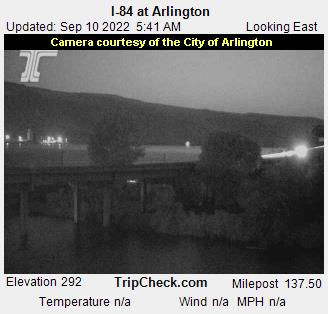 I-84 at Arlington
Updated: Sep 10 2022 5:41 AM Looking East
Camera courtesy of the City of Arlington
Elevation 292 TripCheck.com Milepost 137.50
Temperature n/a Wind n/a MPH n/a